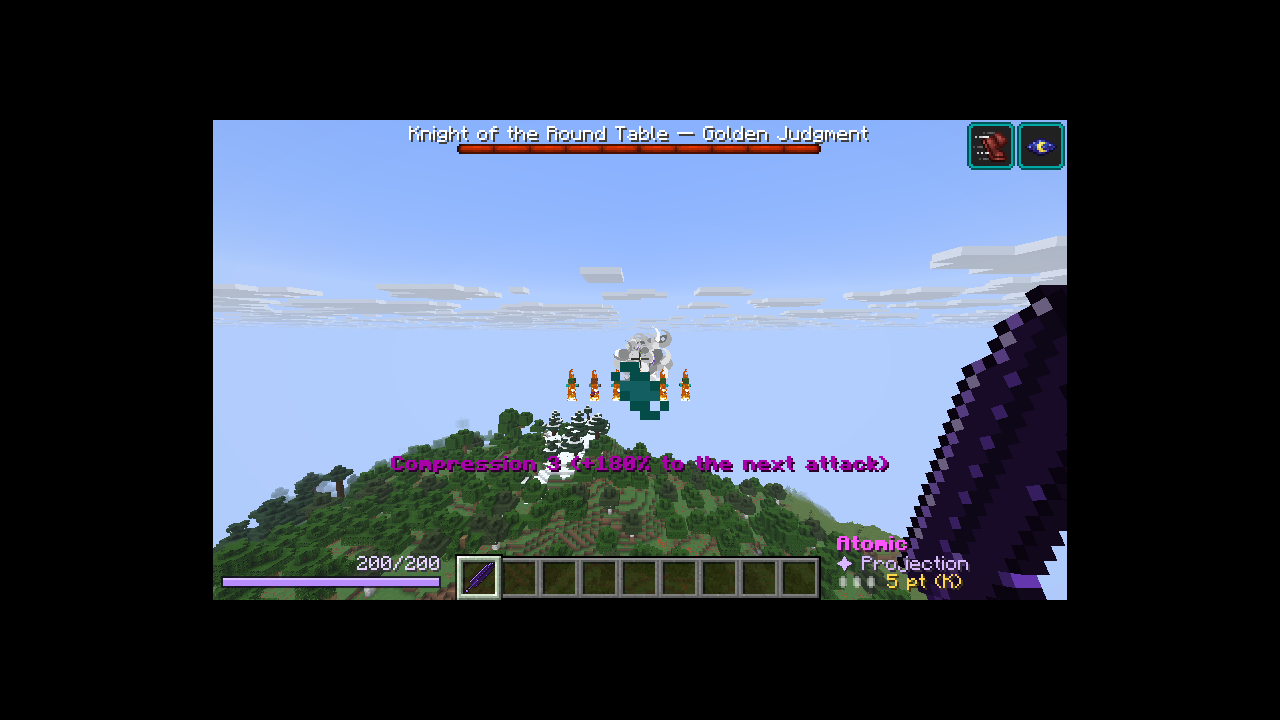 Knight of the Round Table — Golden Judgment
Compression 3 (+180% to the next attack)
200/200
Atomic
✦ Projection
5 pt (K)